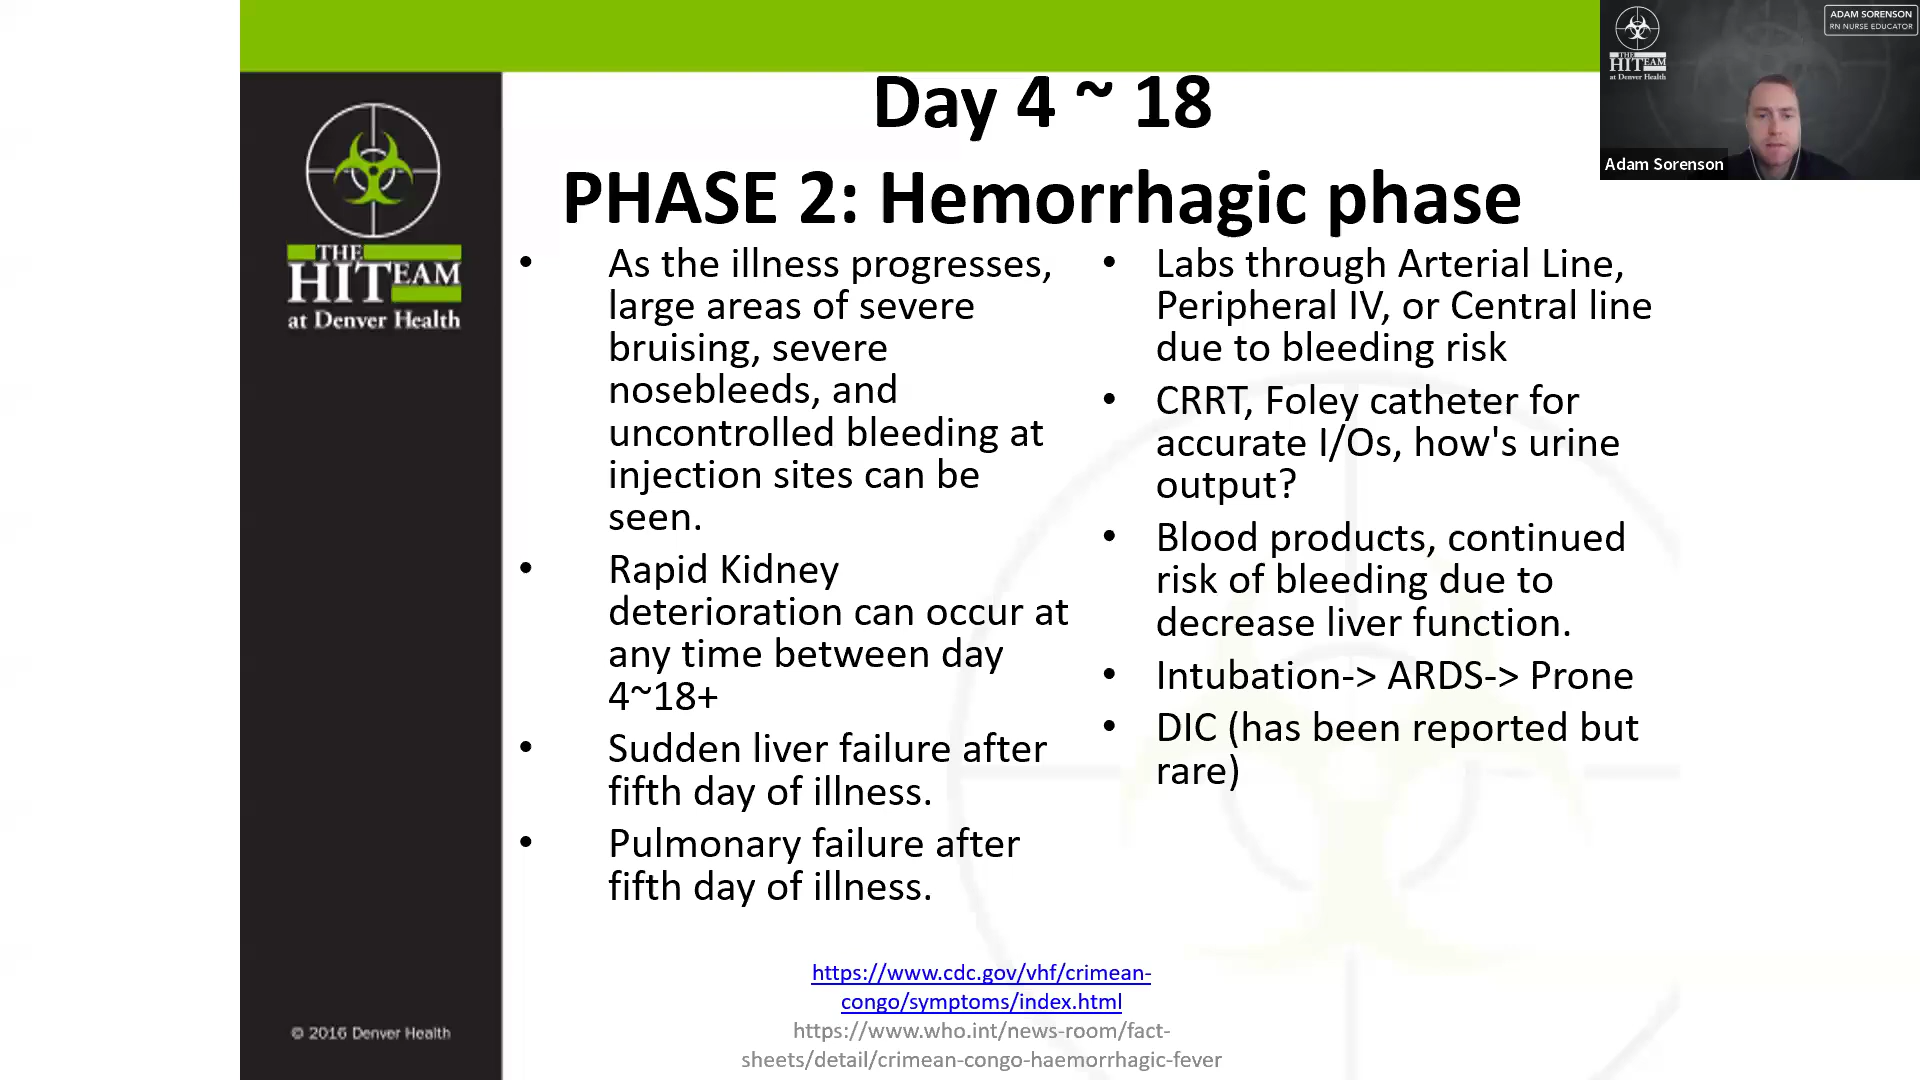 Day 4 ~ 18
PHASE 2: Hemorrhagic phase
THE
HITEAM
at Denver Health
• As the illness progresses,
large areas of severe
bruising, severe
nosebleeds, and
uncontrolled bleeding at
injection sites can be
seen.
• Rapid Kidney
deterioration can occur at
any time between day
4~18+
• Sudden liver failure after
fifth day of illness.
• Pulmonary failure after
fifth day of illness.
• Labs through Arterial Line,
Peripheral IV, or Central line
due to bleeding risk
• CRRT, Foley catheter for
accurate I/Os, how's urine
output?
• Blood products, continued
risk of bleeding due to
decrease liver function.
• Intubation-> ARDS-> Prone
• DIC (has been reported but
rare)
https://www.cdc.gov/vhf/crimean-
congo/symptoms/index.html
https://www.who.int/news-room/fact-
sheets/detail/crimean-congo-haemorrhagic-fever
© 2016 Denver Health
THE
HITEAM
at Denver Health
ADAM SORENSON
RN NURSE EDUCATOR
Adam Sorenson